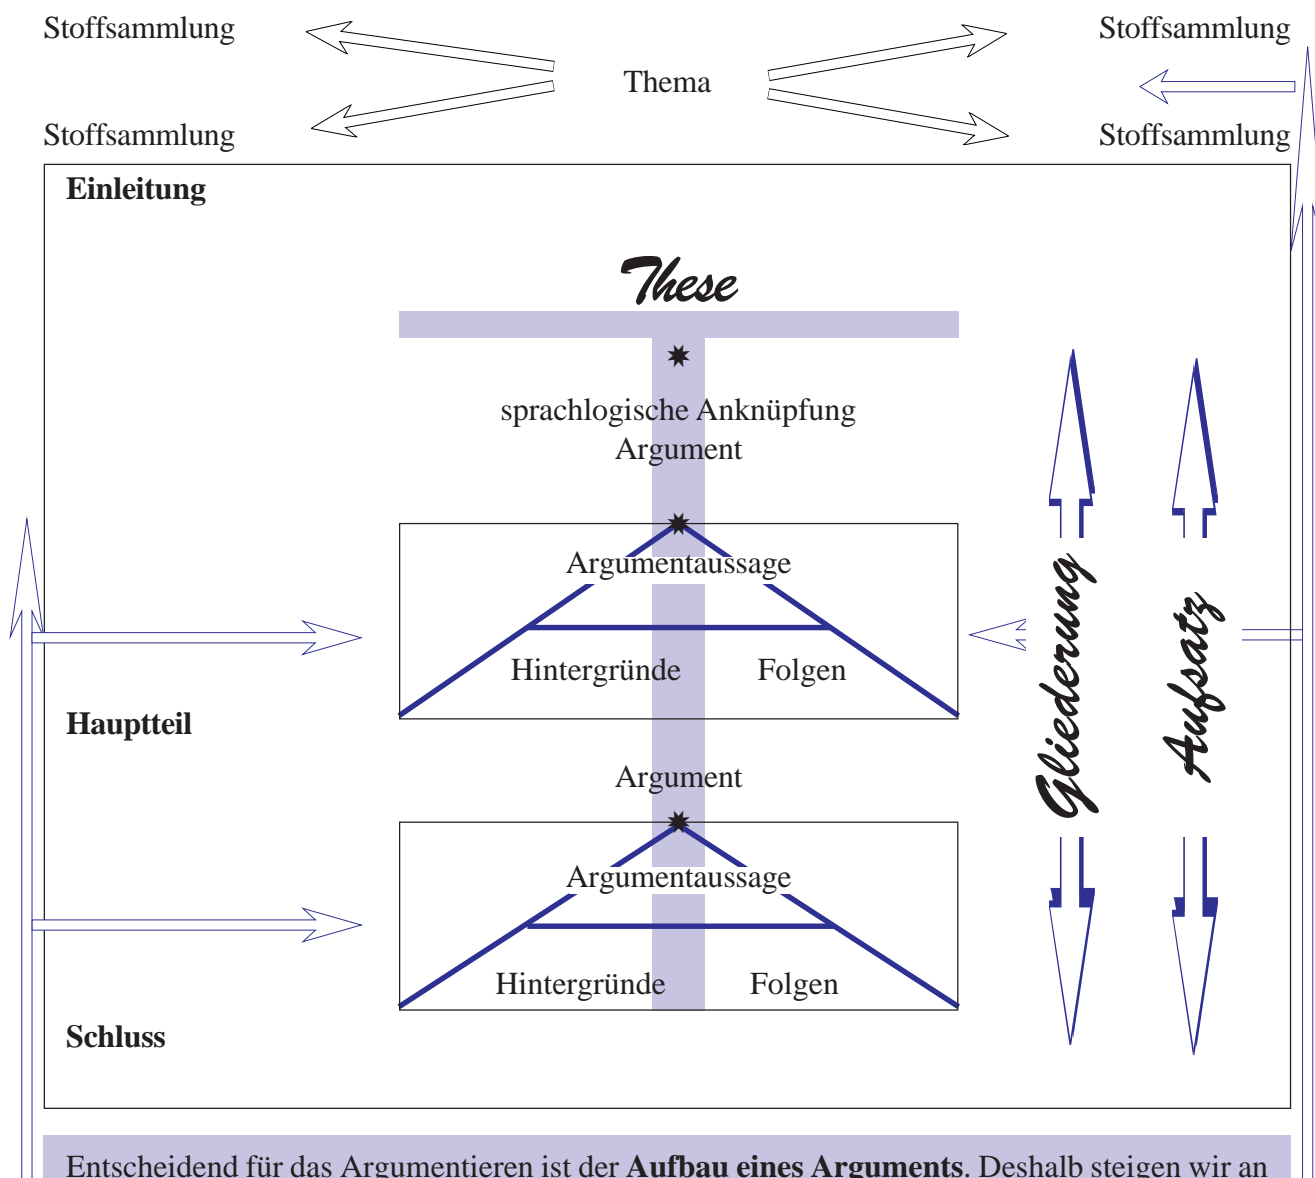 Stoffsammlung
Stoffsammlung
Thema
Stoffsammlung
Stoffsammlung
Einleitung
These
sprachlogische Anknüpfung
Argument
Argumentaussage
Hintergründe
Folgen
Hauptteil
Argument
Argumentaussage
Hintergründe
Folgen
Schluss
Gliederung
Aufsatz
Entscheidend für das Argumentieren ist der Aufbau eines Arguments. Deshalb steigen wir an